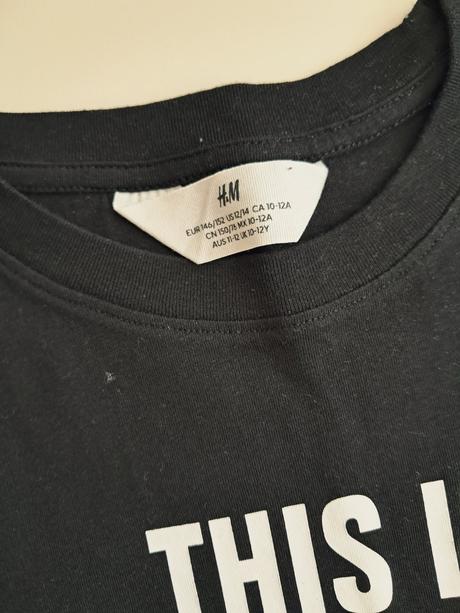 H&M
EUR 146/152 US 12/14 CA 10-12A
CN 150/76 MX 10-12A
AUS 11-12 UK 10-12Y
THIS